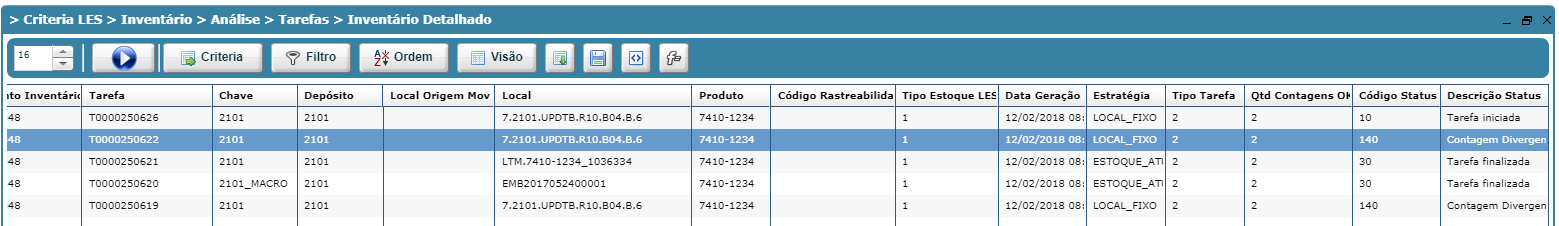 > Criteria LES > Inventário > Análise > Tarefas > Inventário Detalhado
16 Criteria Filtro Ordem Visão
nto Inventário Tarefa Chave Depósito Local Origem Mov Local Produto Código Rastreabilida Tipo Estoque LES Data Geração Estratégia Tipo Tarefa Qtd Contagens OK Código Status Descrição Status
48 T0000250626 2101 2101 7.2101.UPDTB.R10.B04.B.6 7410-1234 1 12/02/2018 08: LOCAL_FIXO 2 2 10 Tarefa iniciada
48 T0000250622 2101 2101 7.2101.UPDTB.R10.B04.B.6 7410-1234 1 12/02/2018 08: LOCAL_FIXO 2 2 140 Contagem Divergen
48 T0000250621 2101 2101 LTM.7410-1234_1036334 7410-1234 1 12/02/2018 08: ESTOQUE_ATI 2 2 30 Tarefa finalizada
48 T0000250620 2101_MACRO 2101 EMB2017052400001 7410-1234 1 12/02/2018 08: ESTOQUE_ATI 2 2 30 Tarefa finalizada
48 T0000250619 2101 2101 7.2101.UPDTB.R10.B04.B.6 7410-1234 1 12/02/2018 08: LOCAL_FIXO 2 2 140 Contagem Divergen